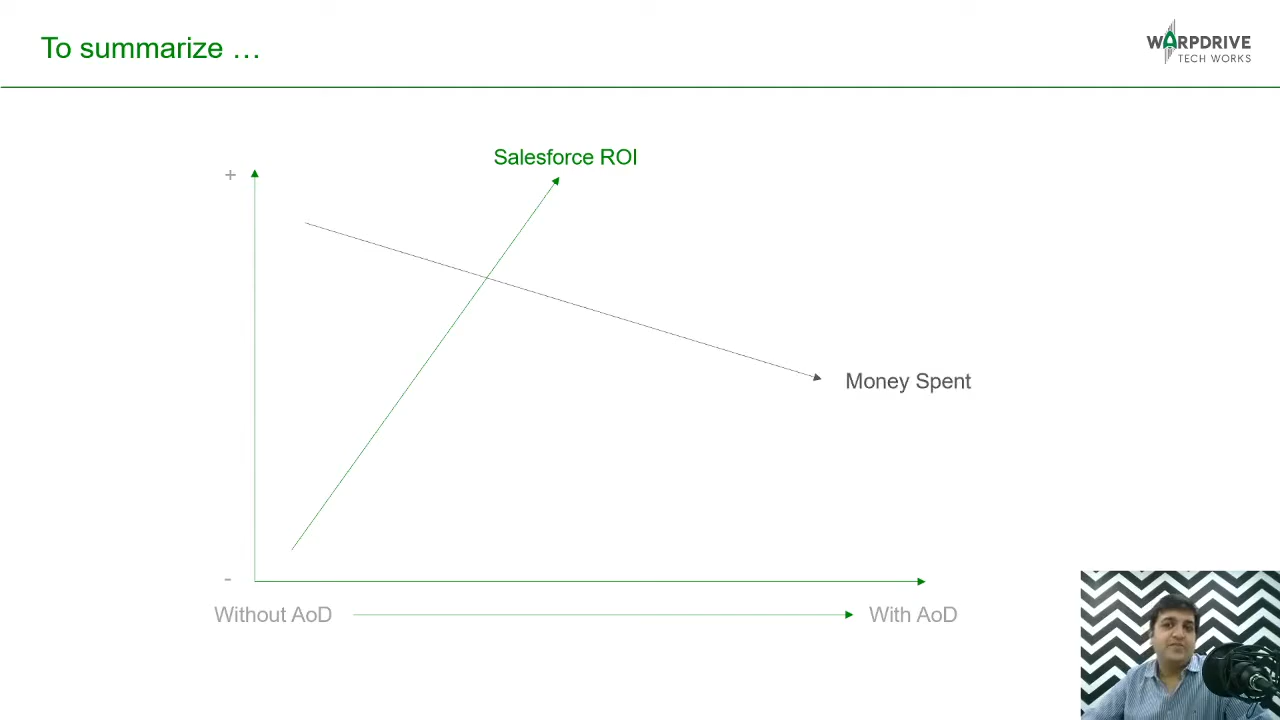 To summarize …
WARPDRIVE
TECH WORKS
Salesforce ROI
+
Money Spent
-
Without AoD
With AoD